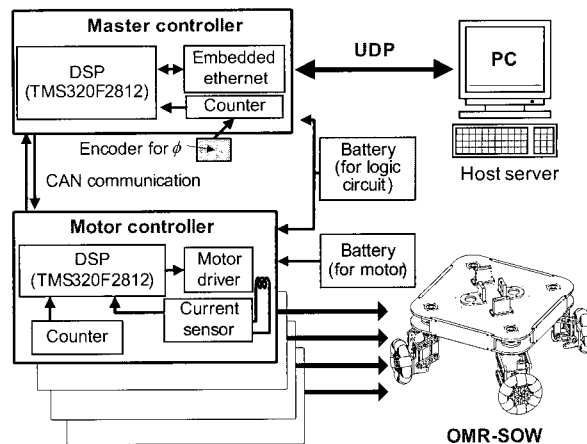 Master controller
DSP
(TMS320F2812)
Embedded
ethernet
Counter
UDP
PC
Host server
Encoder for ϕ
CAN communication
Battery
(for logic
circuit)
Motor controller
DSP
(TMS320F2812)
Motor
driver
Battery
(for motor)
Current
sensor
Counter
OMR-SOW